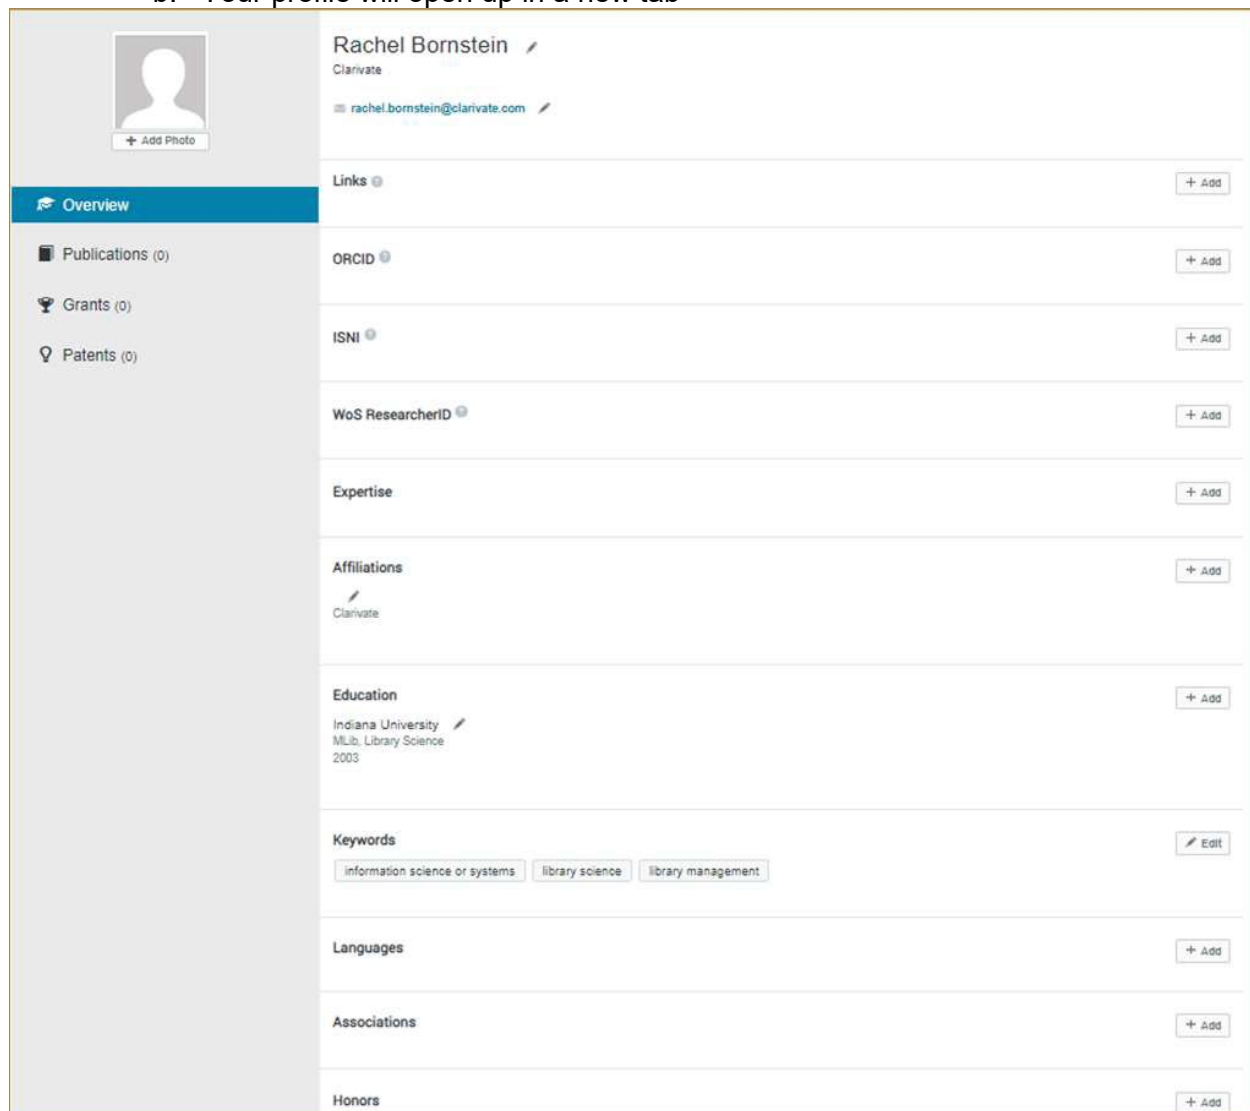 b. Your profile will open up in a new tab
Rachel Bornstein
Clarivate
rachel.bornstein@clarivate.com
+ Add Photo
Overview
Publications (0)
Grants (0)
Patents (0)
Links
+ Add
ORCID
+ Add
ISNI
+ Add
WoS ResearcherID
+ Add
Expertise
+ Add
Affiliations
+ Add
Clarivate
Education
+ Add
Indiana University
MLib, Library Science
2003
Keywords
Edit
information science or systems library science library management
Languages
+ Add
Associations
+ Add
Honors
+ Add